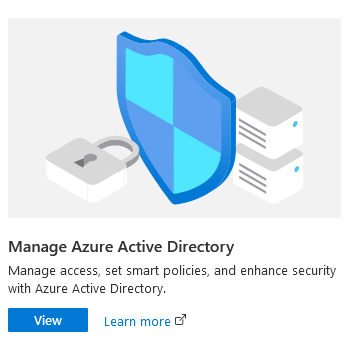 Manage Azure Active Directory
Manage access, set smart policies, and enhance security
with Azure Active Directory.
View
Learn more